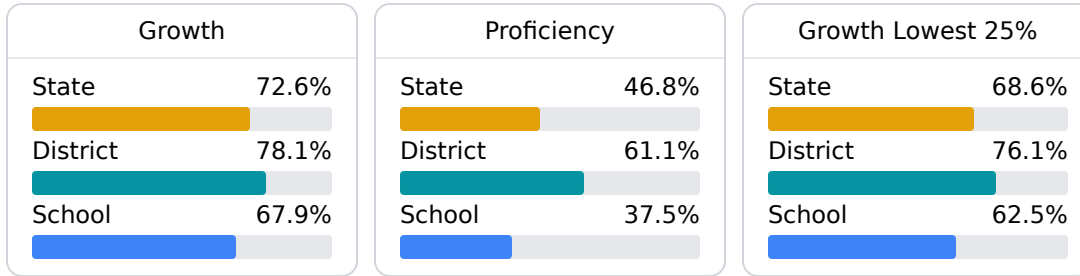 Growth
State 72.6%
District 78.1%
School 67.9%
Proficiency
State 46.8%
District 61.1%
School 37.5%
Growth Lowest 25%
State 68.6%
District 76.1%
School 62.5%